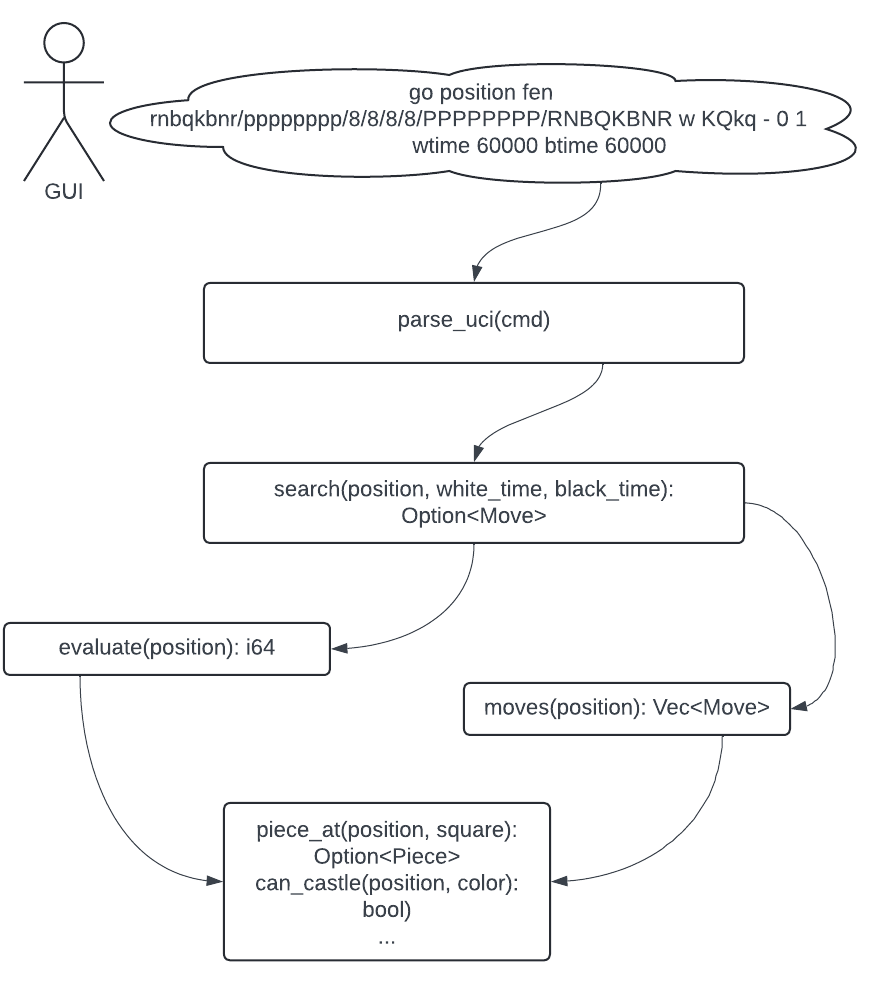 go position fen
rnbqkbnr/pppppppp/8/8/8/8/PPPPPPPP/RNBQKBNR w KQkq - 0 1
wtime 60000 btime 60000
GUI
parse_uci(cmd)
search(position, white_time, black_time):
Option<Move>
evaluate(position): i64
moves(position): Vec<Move>
piece_at(position, square):
Option<Piece>
can_castle(position, color):
bool)
...